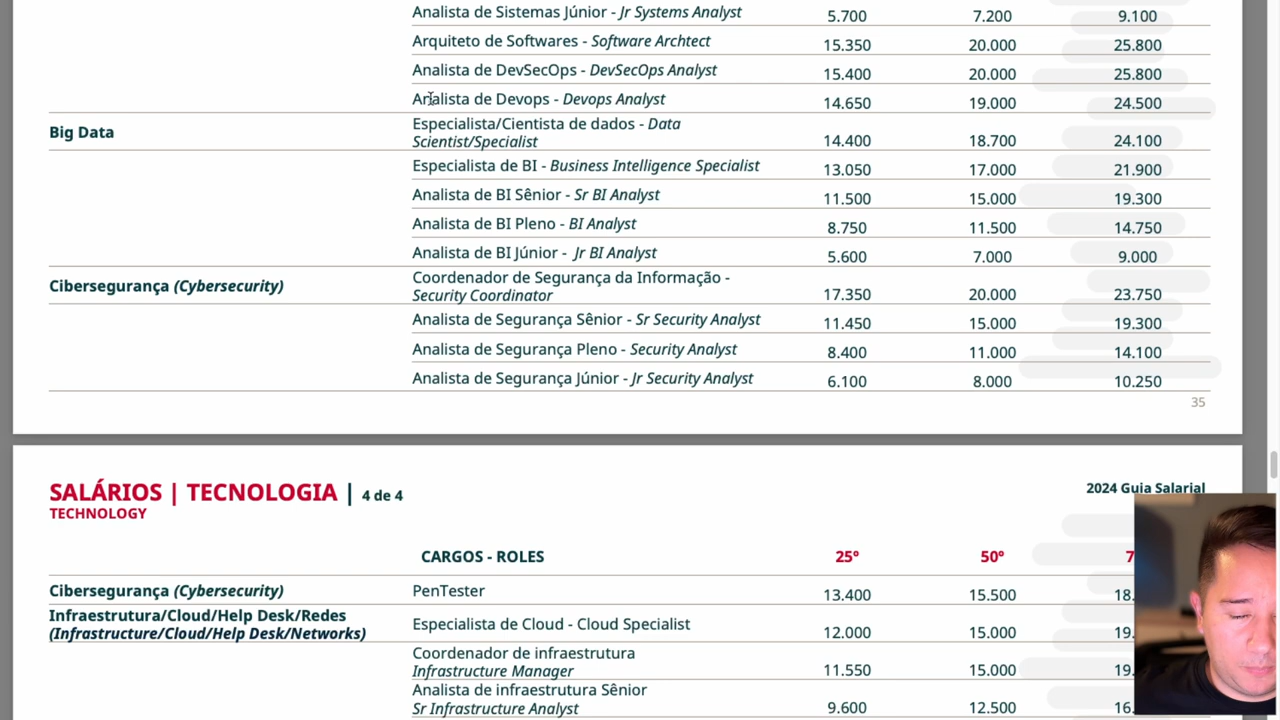 Analista de Sistemas Júnior - Jr Systems Analyst 5.700 7.200 9.100
Arquiteto de Softwares - Software Archtect 15.350 20.000 25.800
Analista de DevSecOps - DevSecOps Analyst 15.400 20.000 25.800
Analista de Devops - Devops Analyst 14.650 19.000 24.500
Big Data Especialista/Cientista de dados - Data
Scientist/Specialist 14.400 18.700 24.100
Especialista de BI - Business Intelligence Specialist 13.050 17.000 21.900
Analista de BI Sênior - Sr BI Analyst 11.500 15.000 19.300
Analista de BI Pleno - BI Analyst 8.750 11.500 14.750
Analista de BI Júnior - Jr BI Analyst 5.600 7.000 9.000
Cibersegurança (Cybersecurity) Coordenador de Segurança da Informação -
Security Coordinator 17.350 20.000 23.750
Analista de Segurança Sênior - Sr Security Analyst 11.450 15.000 19.300
Analista de Segurança Pleno - Security Analyst 8.400 11.000 14.100
Analista de Segurança Júnior - Jr Security Analyst 6.100 8.000 10.250
35
SALÁRIOS | TECNOLOGIA | 4 de 4 2024 Guia Salarial
TECHNOLOGY
CARGOS - ROLES 25º 50º
Cibersegurança (Cybersecurity) PenTester 13.400 15.500
Infraestrutura/Cloud/Help Desk/Redes
(Infrastructure/Cloud/Help Desk/Networks) Especialista de Cloud - Cloud Specialist 12.000 15.000
Coordenador de infraestrutura
Infrastructure Manager 11.550 15.000
Analista de infraestrutura Sênior
Sr Infrastructure Analyst 9.600 12.500